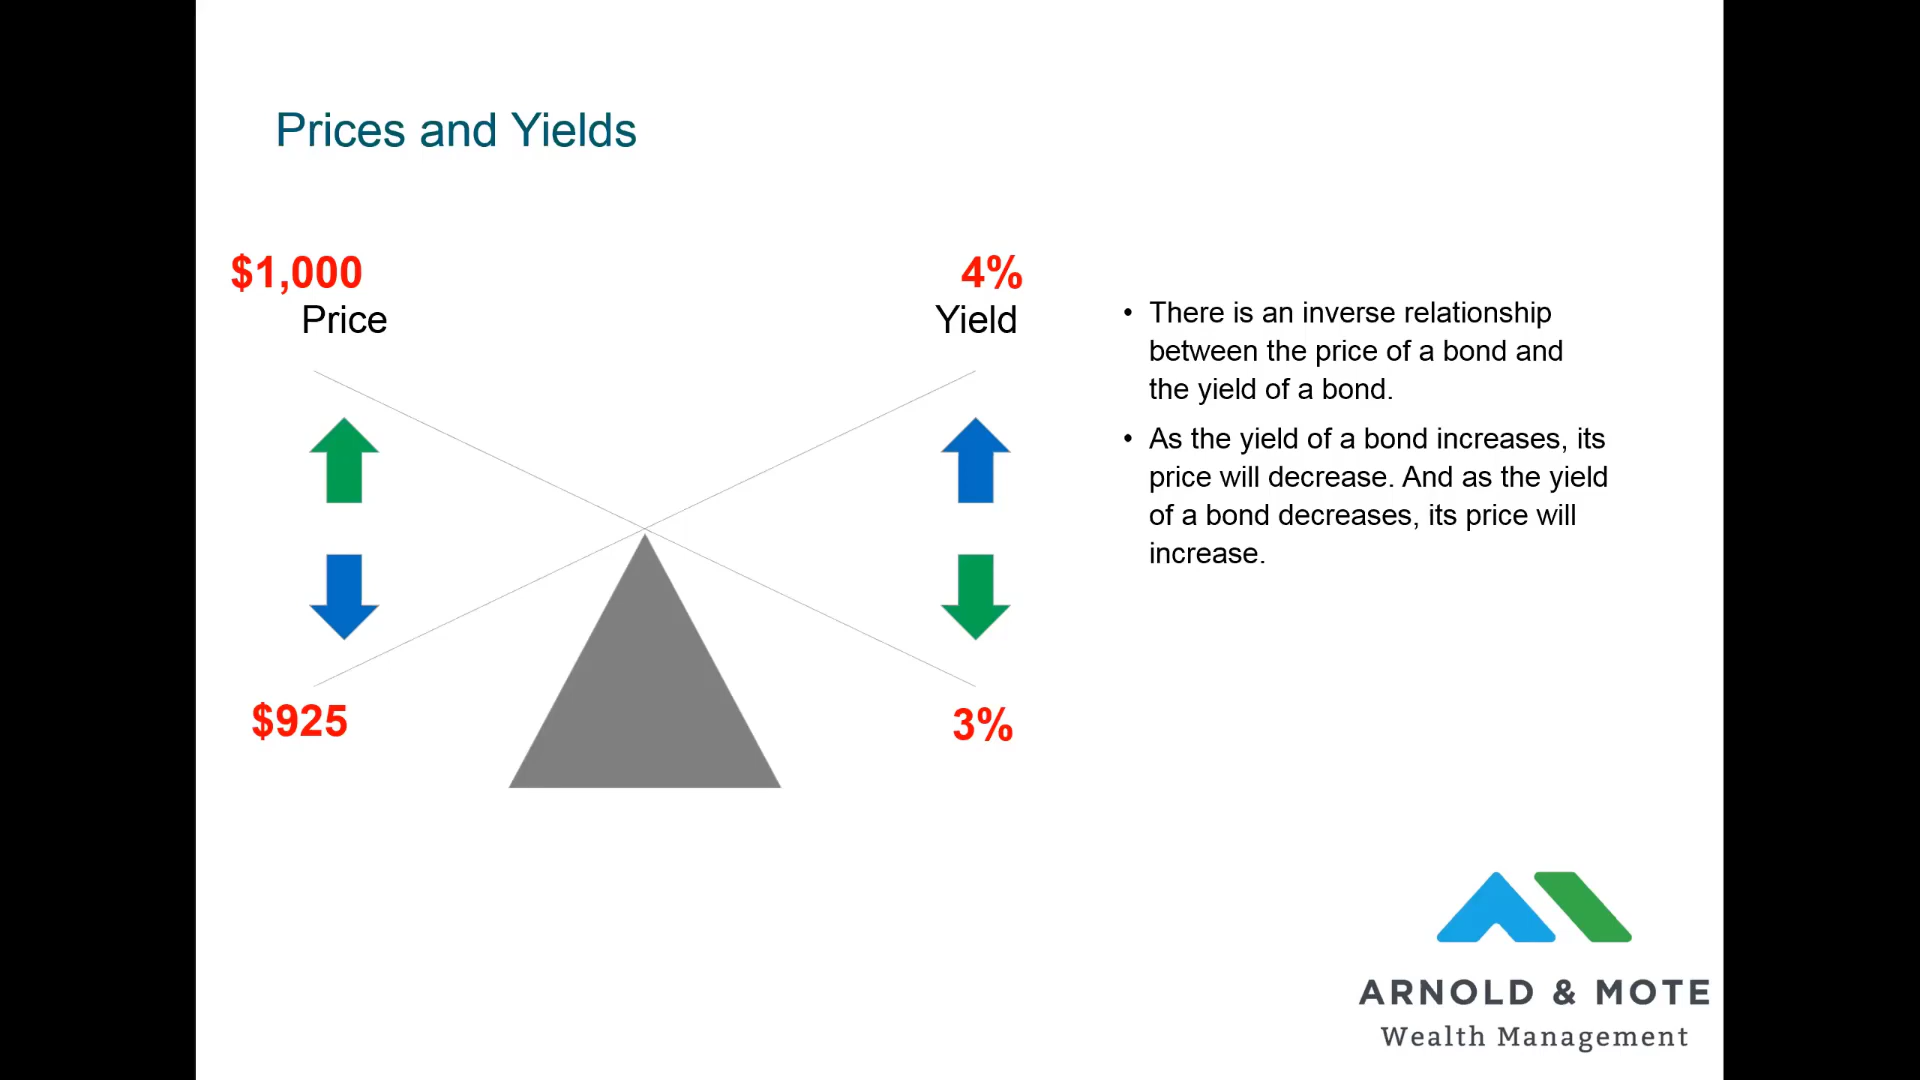 Prices and Yields
$1,000
Price
4%
Yield
$925
3%
• There is an inverse relationship
between the price of a bond and
the yield of a bond.
• As the yield of a bond increases, its
price will decrease. And as the yield
of a bond decreases, its price will
increase.
ARNOLD & MOTE
Wealth Management